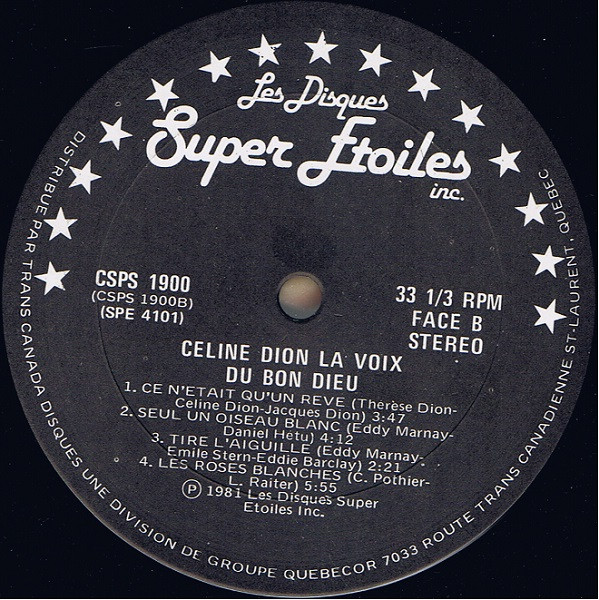 Les Disques
Super Etoiles
inc.
CSPS 1900
(CSPS 1900B)
(SPE 4101)
33 1/3 RPM
FACE B
STEREO
CELINE DION LA VOIX
DU BON DIEU
1. CE N'ETAIT QU'UN REVE (Thérèse Dion-
Celine Dion-Jacques Dion) 3:47
2. SEUL UN OISEAU BLANC (Eddy Marnay-
Daniel Hetu) 4:12
3. TIRE L'AIGUILLE (Eddy Marnay-
Emile Stern-Eddie Barclay) 2:21
4. LES ROSES BLANCHES (C. Pothier-
L. Raiter) 5:55
Ⓟ 1981 Les Disques Super
Etoiles Inc.
DISTRIBUE PAR TRANS CANADA DISQUES UNE DIVISION DE GROUPE QUEBECOR 7033 ROUTE TRANS CANADIENNE ST-LAURENT, QUEBEC